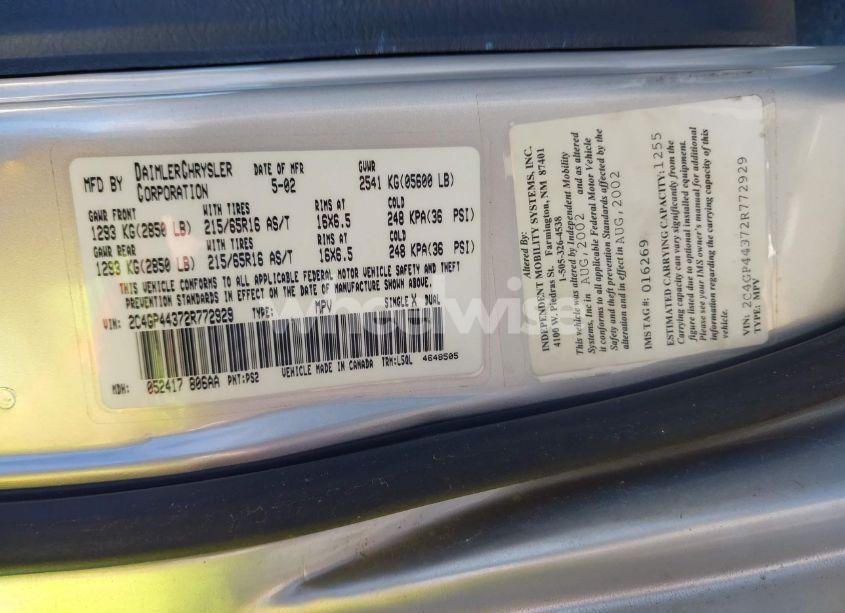 MFD BY DAIMLERCHRYSLER CORPORATION DATE OF MFR 5-02 GVWR 2541 KG(05600 LB)
GAWR FRONT WITH TIRES RIMS AT COLD
1293 KG(2850 LB) 215/65R16 AS/T 16X6.5 248 KPA(36 PSI)
GAWR REAR WITH TIRES RIMS AT COLD
1293 KG(2850 LB) 215/65R16 AS/T 16X6.5 248 KPA(36 PSI)
THIS VEHICLE CONFORMS TO ALL APPLICABLE FEDERAL MOTOR VEHICLE SAFETY AND THEFT
PREVENTION STANDARDS IN EFFECT ON THE DATE OF MANUFACTURE SHOWN ABOVE.
VIN: 2C4GP44372R772929 TYPE: MPV SINGLE X DUAL
VEHICLE MADE IN CANADA TRM:L5QL 4648505
MDH: 052417 806AA PNT:PS2
Altered By:
INDEPENDENT MOBILITY SYSTEMS, INC.
4100 W. Piedras St. Farmington, NM 87401
1-505-326-4538
This vehicle was altered by Independent Mobility
Systems, Inc in AUG,2002 and as altered
it conforms to all applicable Federal Motor Vehicle
Safety and theft prevention Standards affected by the
alteration and in effect in AUG,2002
IMS TAG#: 016269
ESTIMATED CARRYING CAPACITY:1255
Carrying capacity can vary significantly from the
figure listed due to optional installed equipment.
Please see your IMS owner's manual for additional
information regarding the carrying capacity of this
vehicle.
VIN: 2C4GP44372R772929
TYPE: MPV
wheelwise